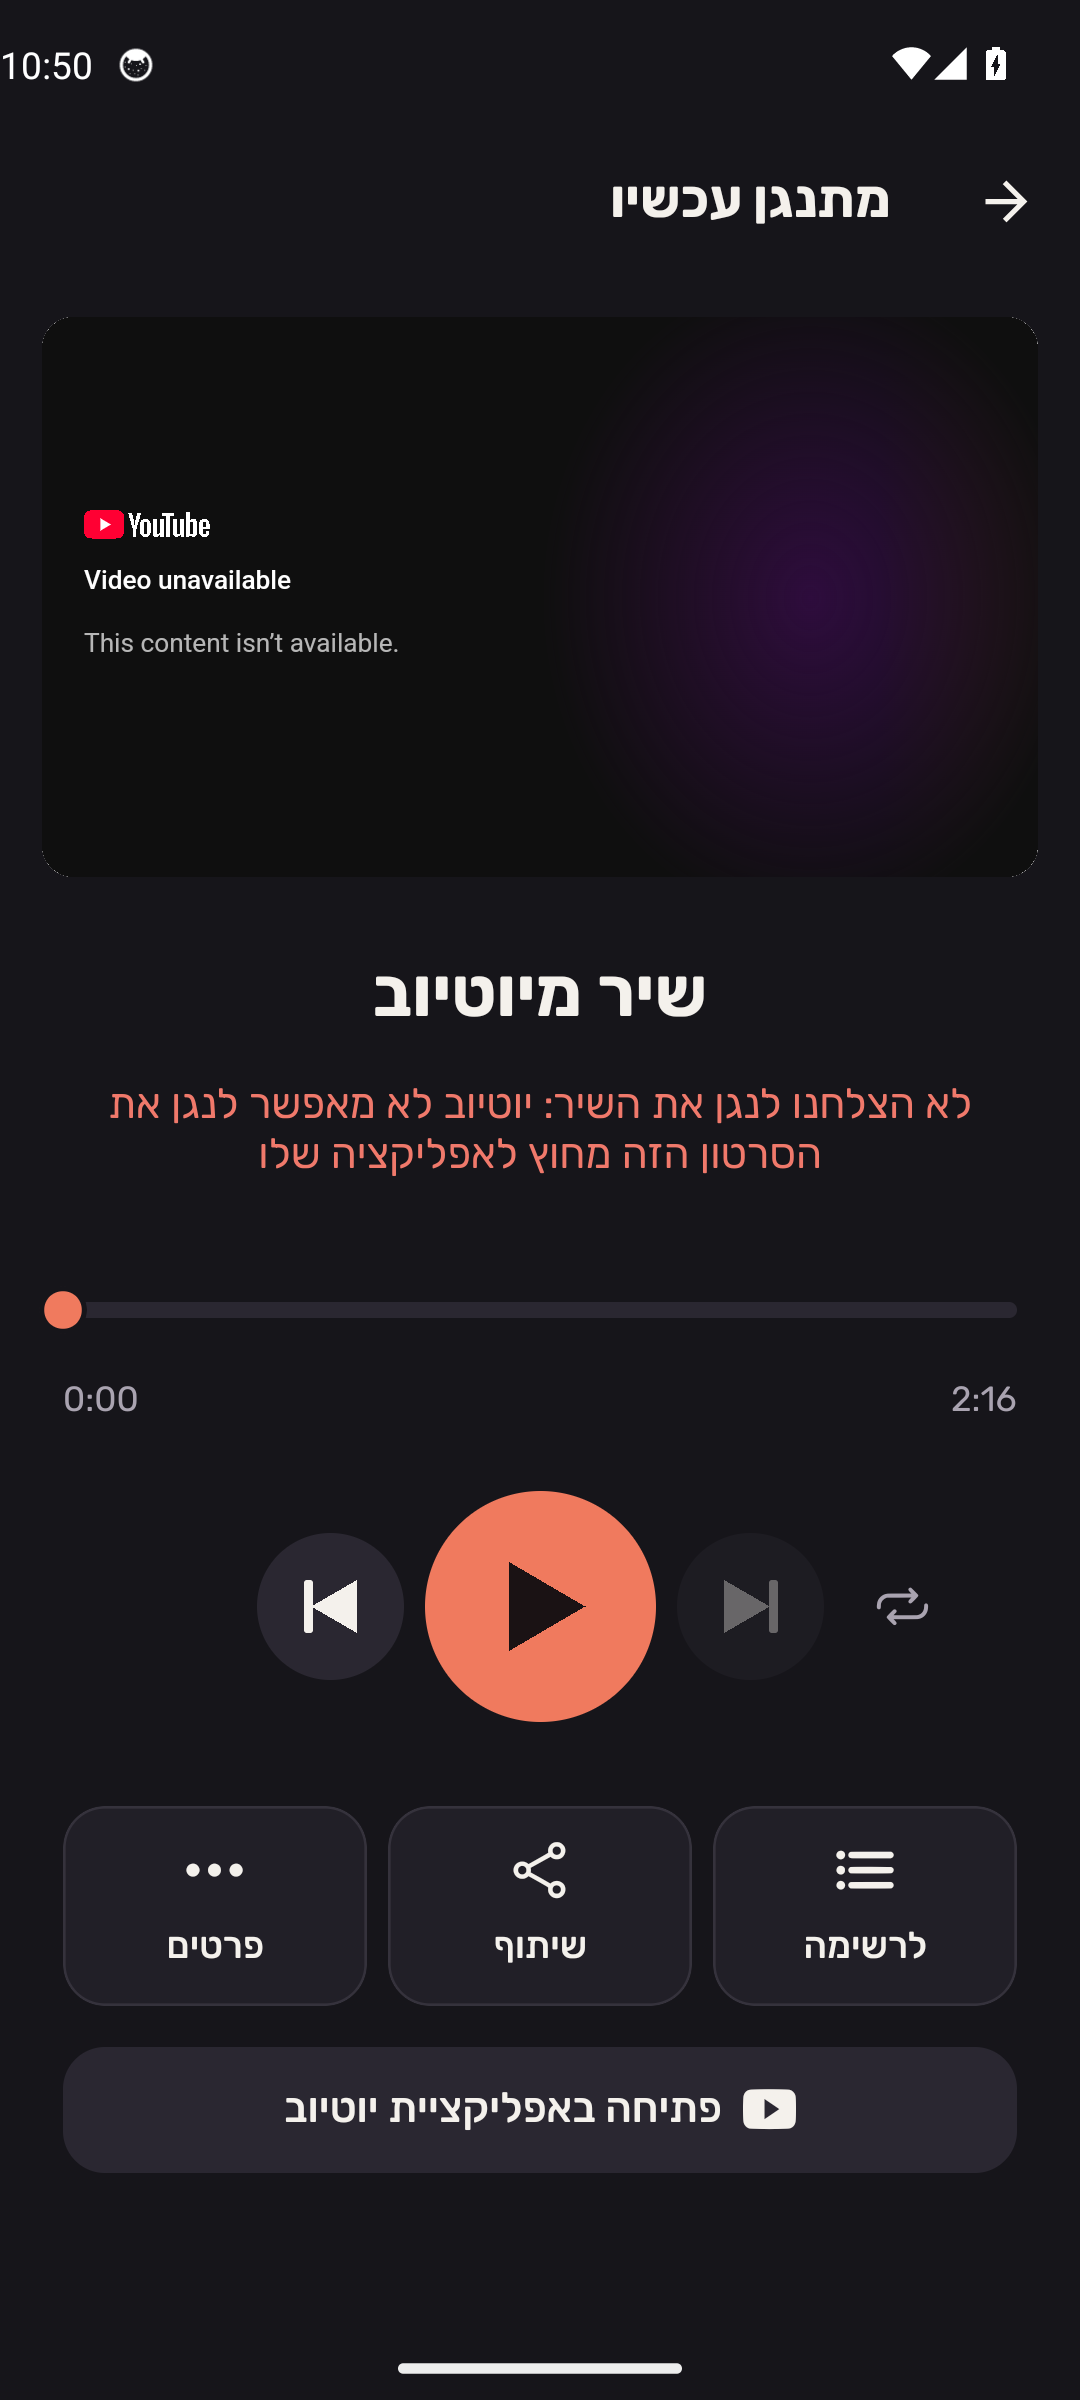 10:50
מתנגן עכשיו
YouTube
Video unavailable
This content isn’t available.
שיר מיוטיוב
לא הצלחנו לנגן את השיר: יוטיוב לא מאפשר לנגן את
הסרטון הזה מחוץ לאפליקציה שלו
0:00
2:16
לרשימה
שיתוף
פרטים
פתיחה באפליקציית יוטיוב